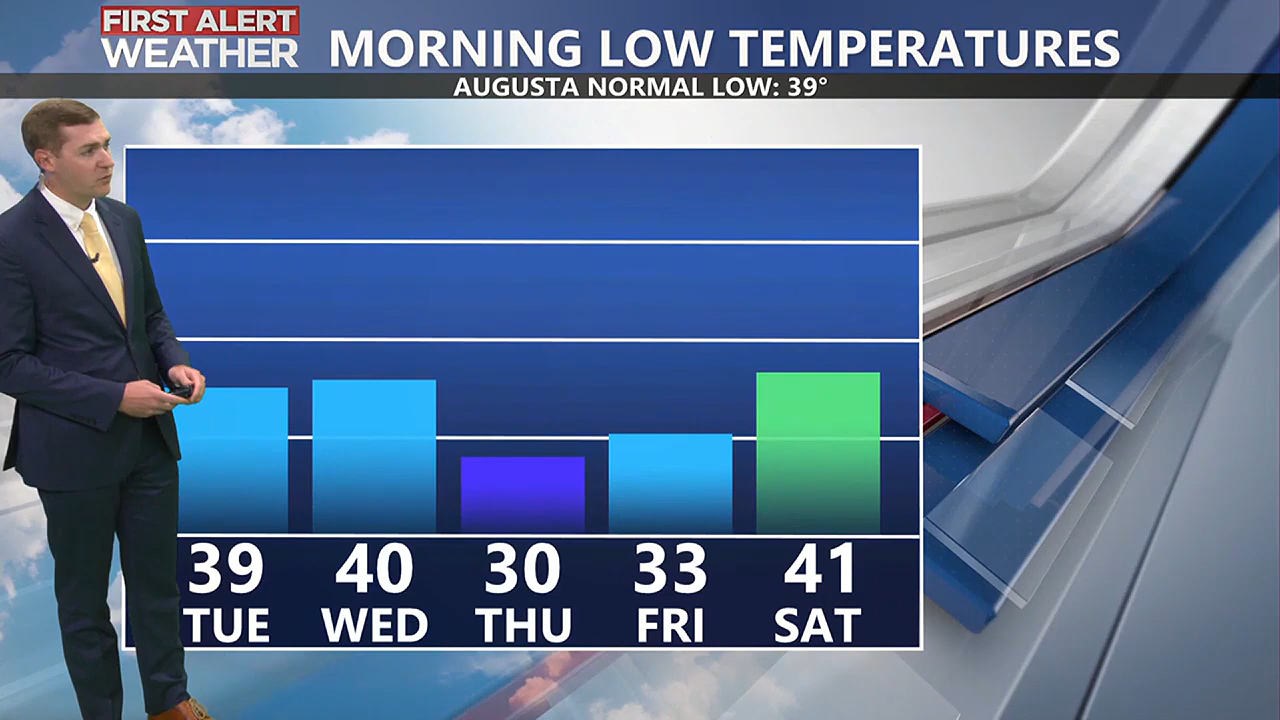 FIRST ALERT
WEATHER
MORNING LOW TEMPERATURES
AUGUSTA NORMAL LOW: 39°
39 40 30 33 41
TUE WED THU FRI SAT